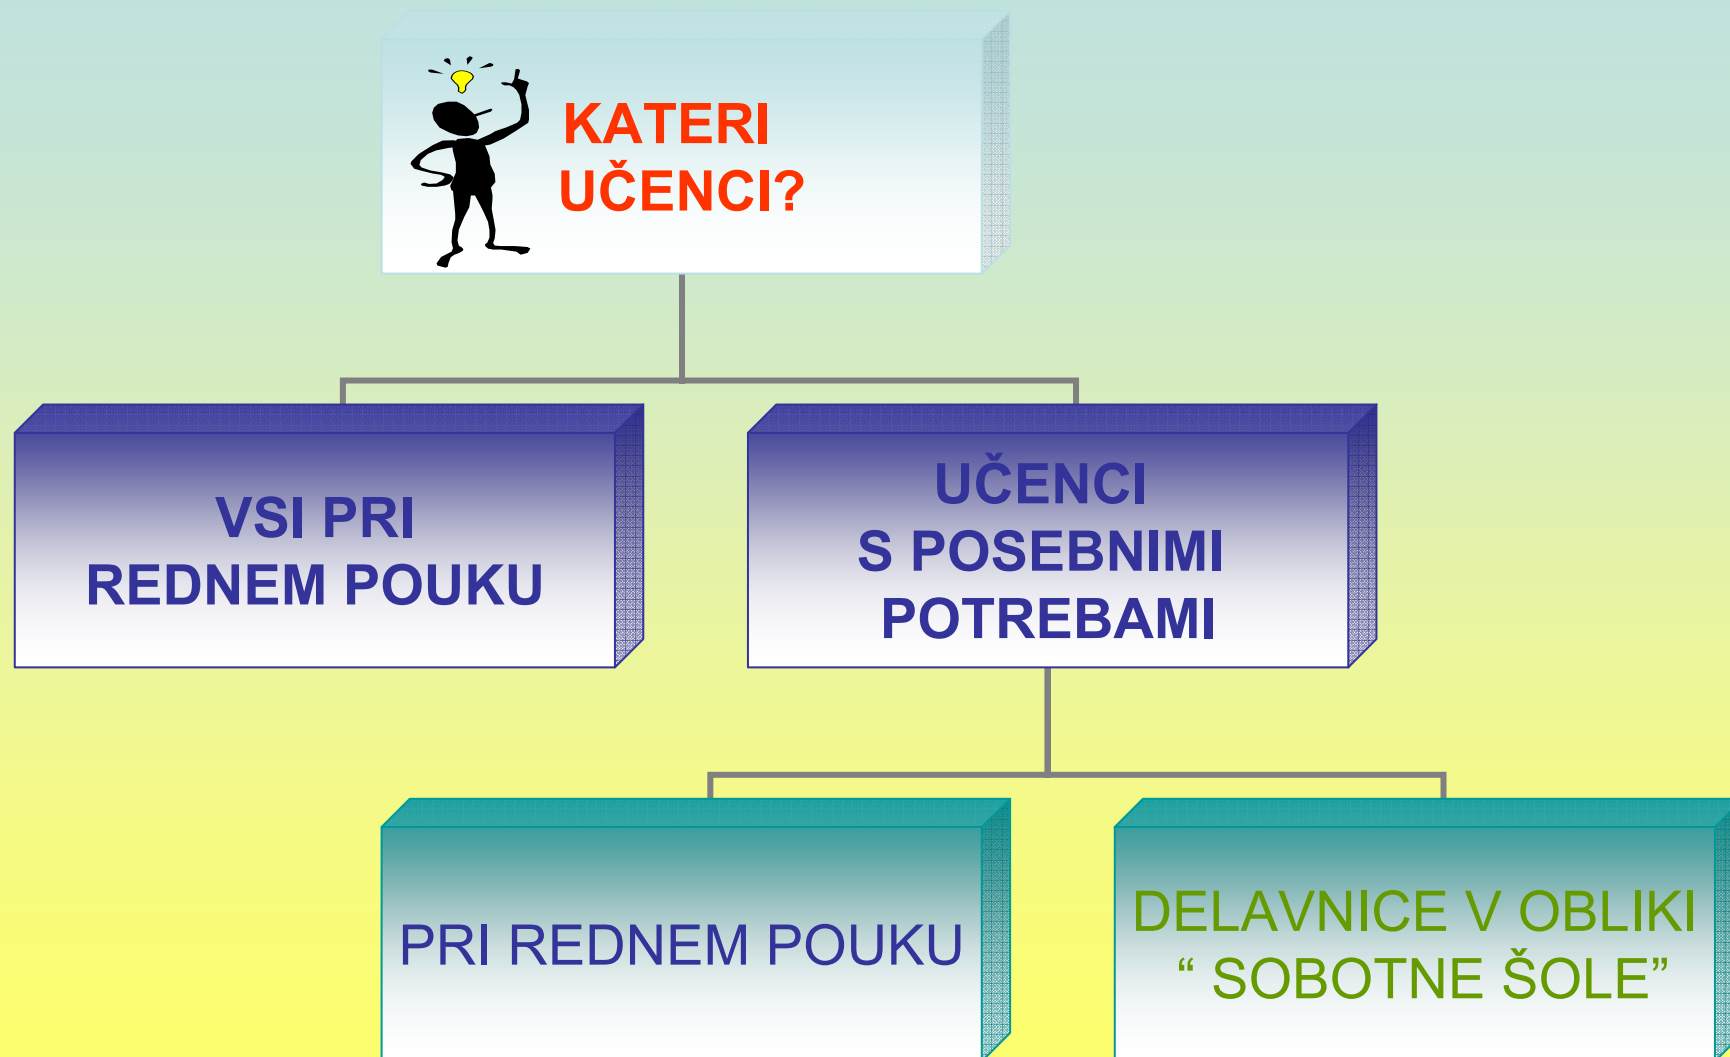 KATERI
UČENCI?
VSI PRI
REDNEM POUKU
UČENCI
S POSEBNIMI
POTREBAMI
PRI REDNEM POUKU
DELAVNICE V OBLIKI
“ SOBOTNE ŠOLE”